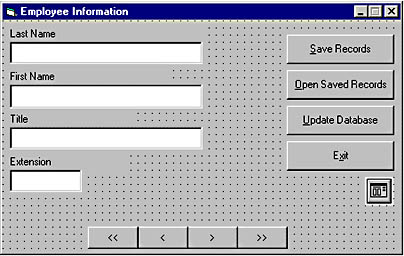 Employee Information
Last Name
Save Records
First Name
Open Saved Records
Title
Update Database
Extension
Exit
<< < > >>